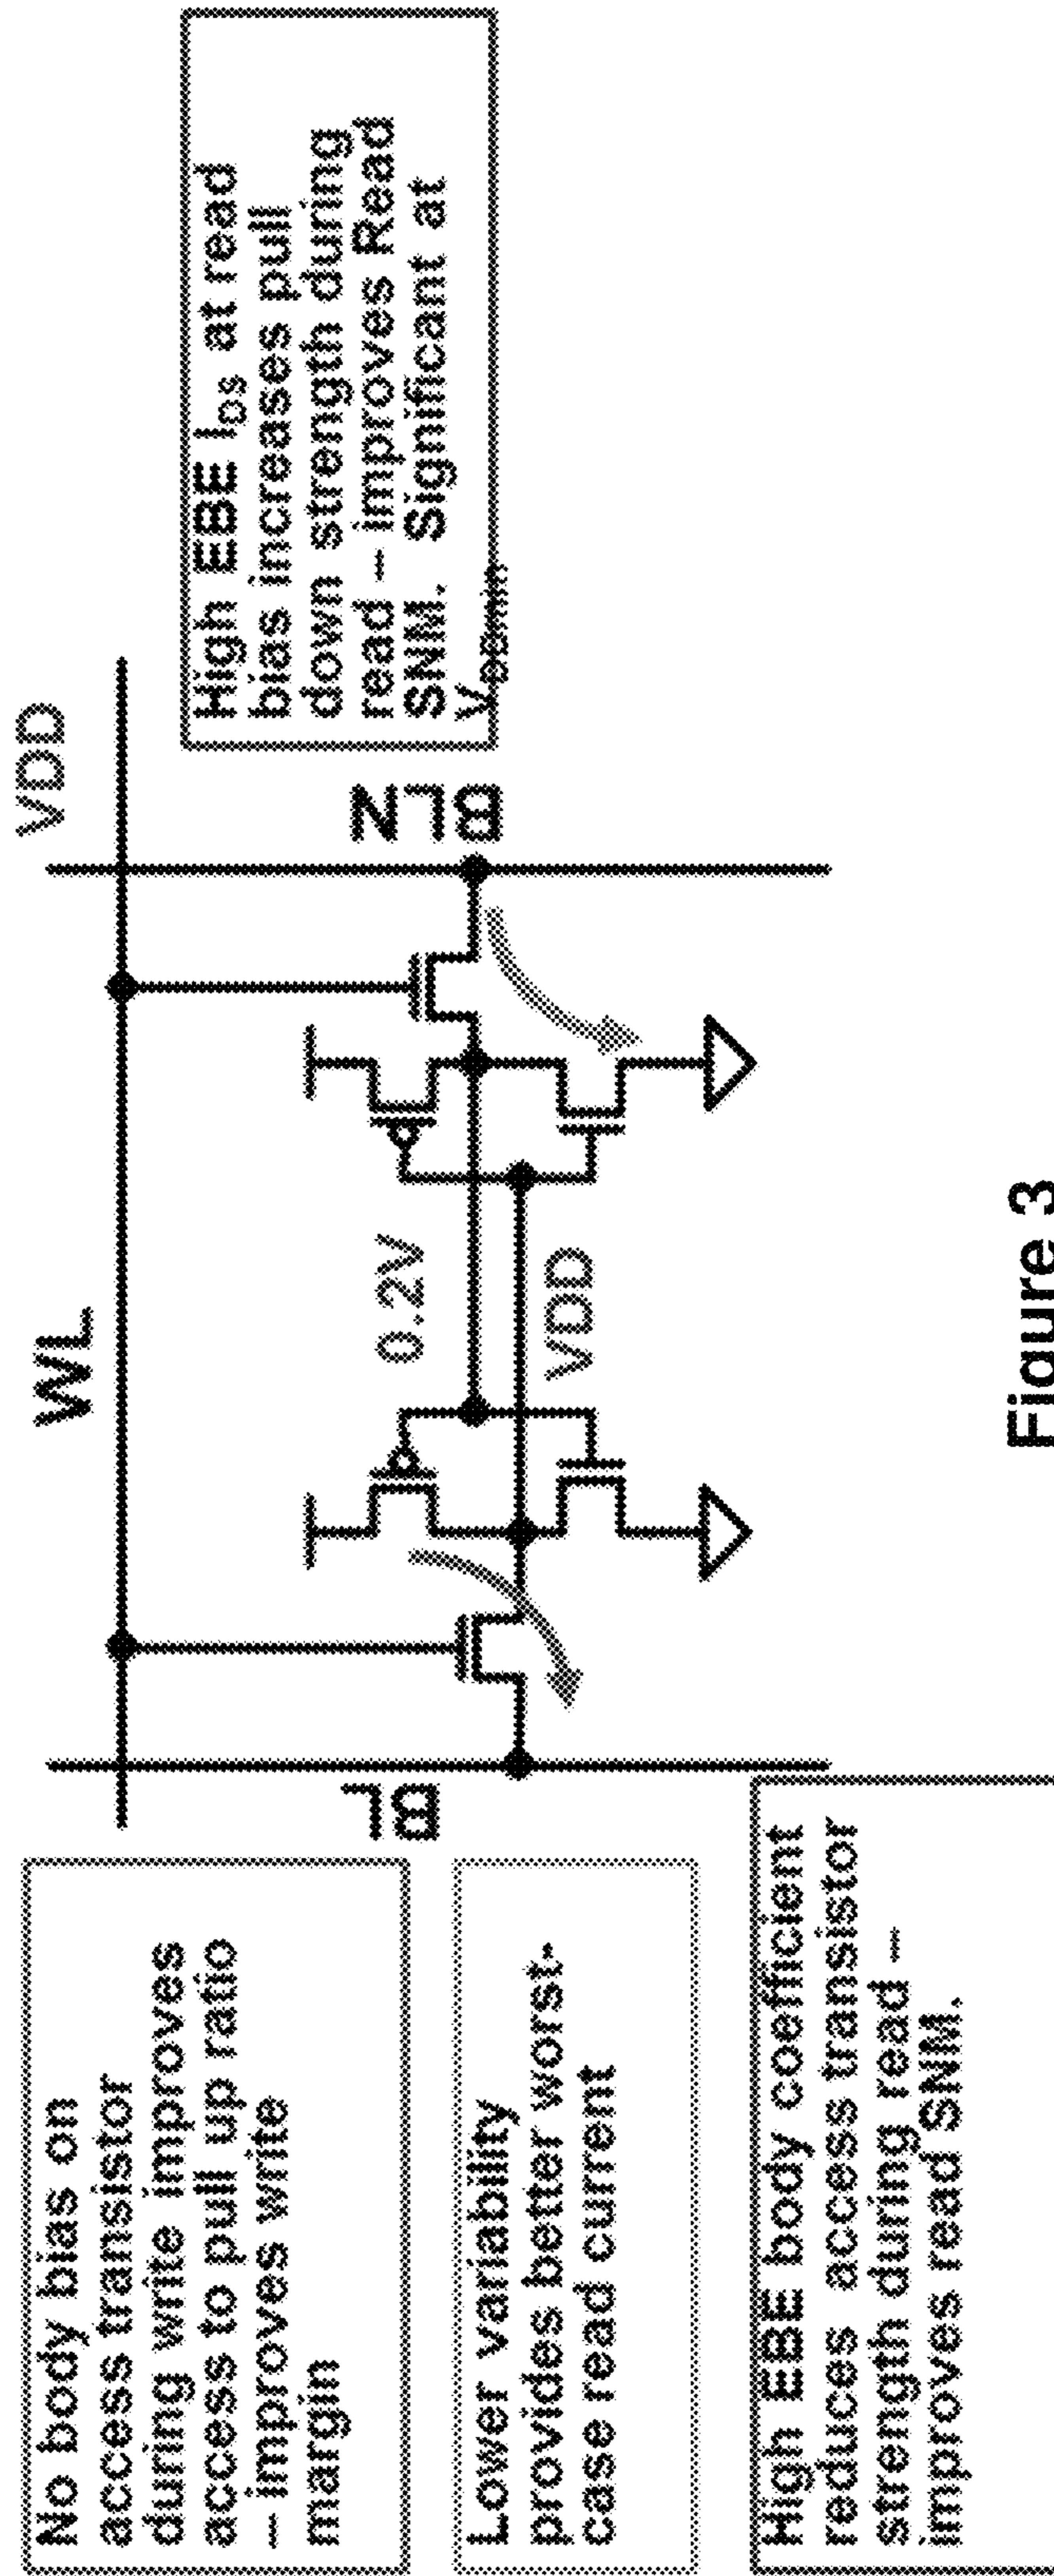 No body bias on
access transistor
during write improves
access to pull up ratio
– improves write
margin
Lower variability
provides better worst-
case read current
High EBE body coefficient
reduces access transistor
strength during read –
improves read SNM.
WL
VDD
BL
BLN
0.2V
VDD
High EBE I_DS at read
bias increases pull
down strength during
read – improves Read
SNM. Significant at
V_DDmin
Figure 3